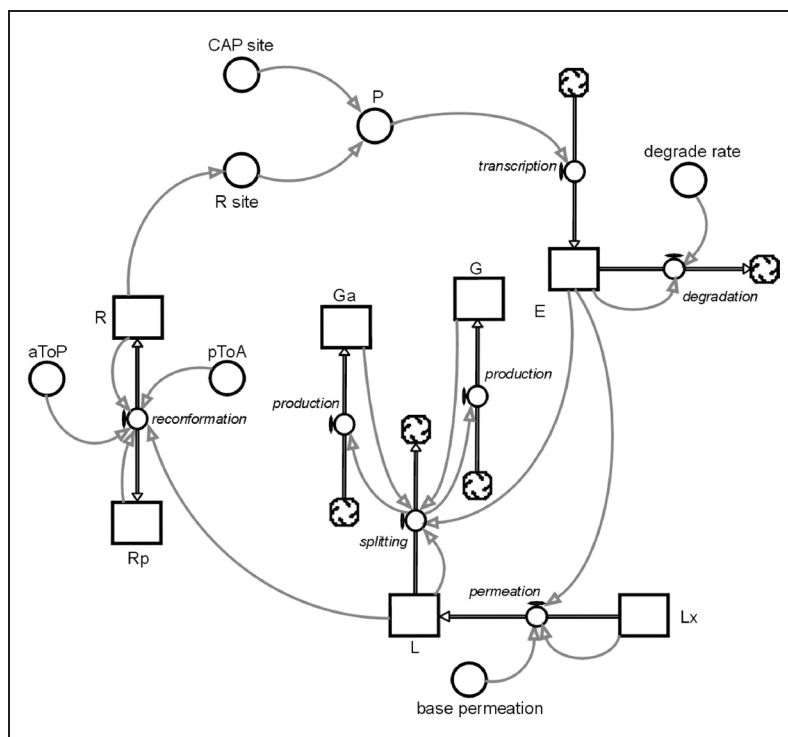 CAP site
P
R site
transcription
degrade rate
E
degradation
G
Ga
R
aToP
pToA
production
production
reconformation
splitting
Rp
permeation
L
Lx
base permeation